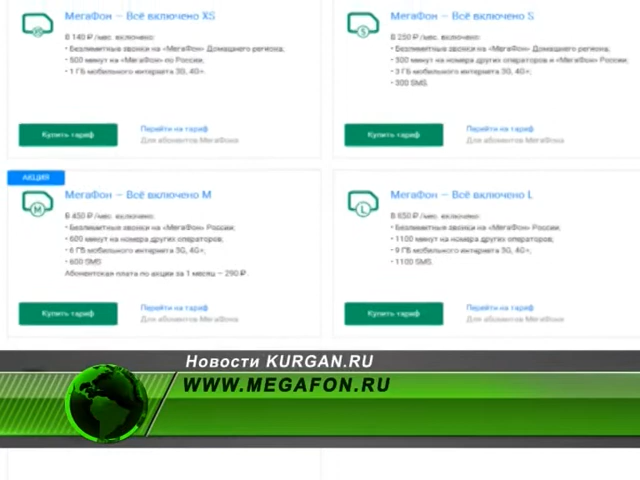 МегаФон – Всё включено XS
В 140 ₽/мес. включено:
• Безлимитные звонки на «МегаФон» Домашнего региона;
• 500 минут на «МегаФон» по России;
• 1 ГБ мобильного интернета 3G, 4G+.
XS
Купить тариф
Перейти на тариф
Для абонентов МегаФона
МегаФон – Всё включено S
В 250 ₽/мес. включено:
• Безлимитные звонки на «МегаФон» Домашнего региона;
• 300 минут на номера других операторов и «МегаФон» России;
• 3 ГБ мобильного интернета 3G, 4G+.
• 300 SMS.
S
Купить тариф
Перейти на тариф
Для абонентов МегаФона
АКЦИЯ
МегаФон – Всё включено M
В 450 ₽/мес. включено:
• Безлимитные звонки на «МегаФон» России;
• 600 минут на номера других операторов;
• 6 ГБ мобильного интернета 3G, 4G+.
• 600 SMS
Абонентская плата по акции за 1 месяц – 290 ₽.
M
Купить тариф
Перейти на тариф
Для абонентов МегаФона
МегаФон – Всё включено L
В 650 ₽/мес. включено:
• Безлимитные звонки на «МегаФон» России;
• 1100 минут на номера других операторов;
• 9 ГБ мобильного интернета 3G, 4G+.
• 1100 SMS
L
Купить тариф
Перейти на тариф
Для абонентов МегаФона
Новости KURGAN.RU
WWW.MEGAFON.RU